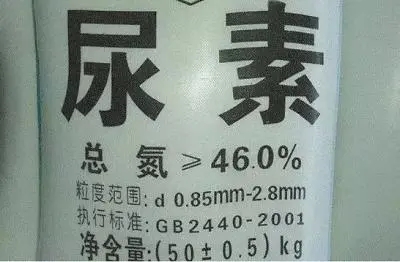 尿素
总氮≥46.0%
粒度范围:d 0.85mm-2.8mm
执行标准:GB2440-2001
净含量:(50±0.5)kg